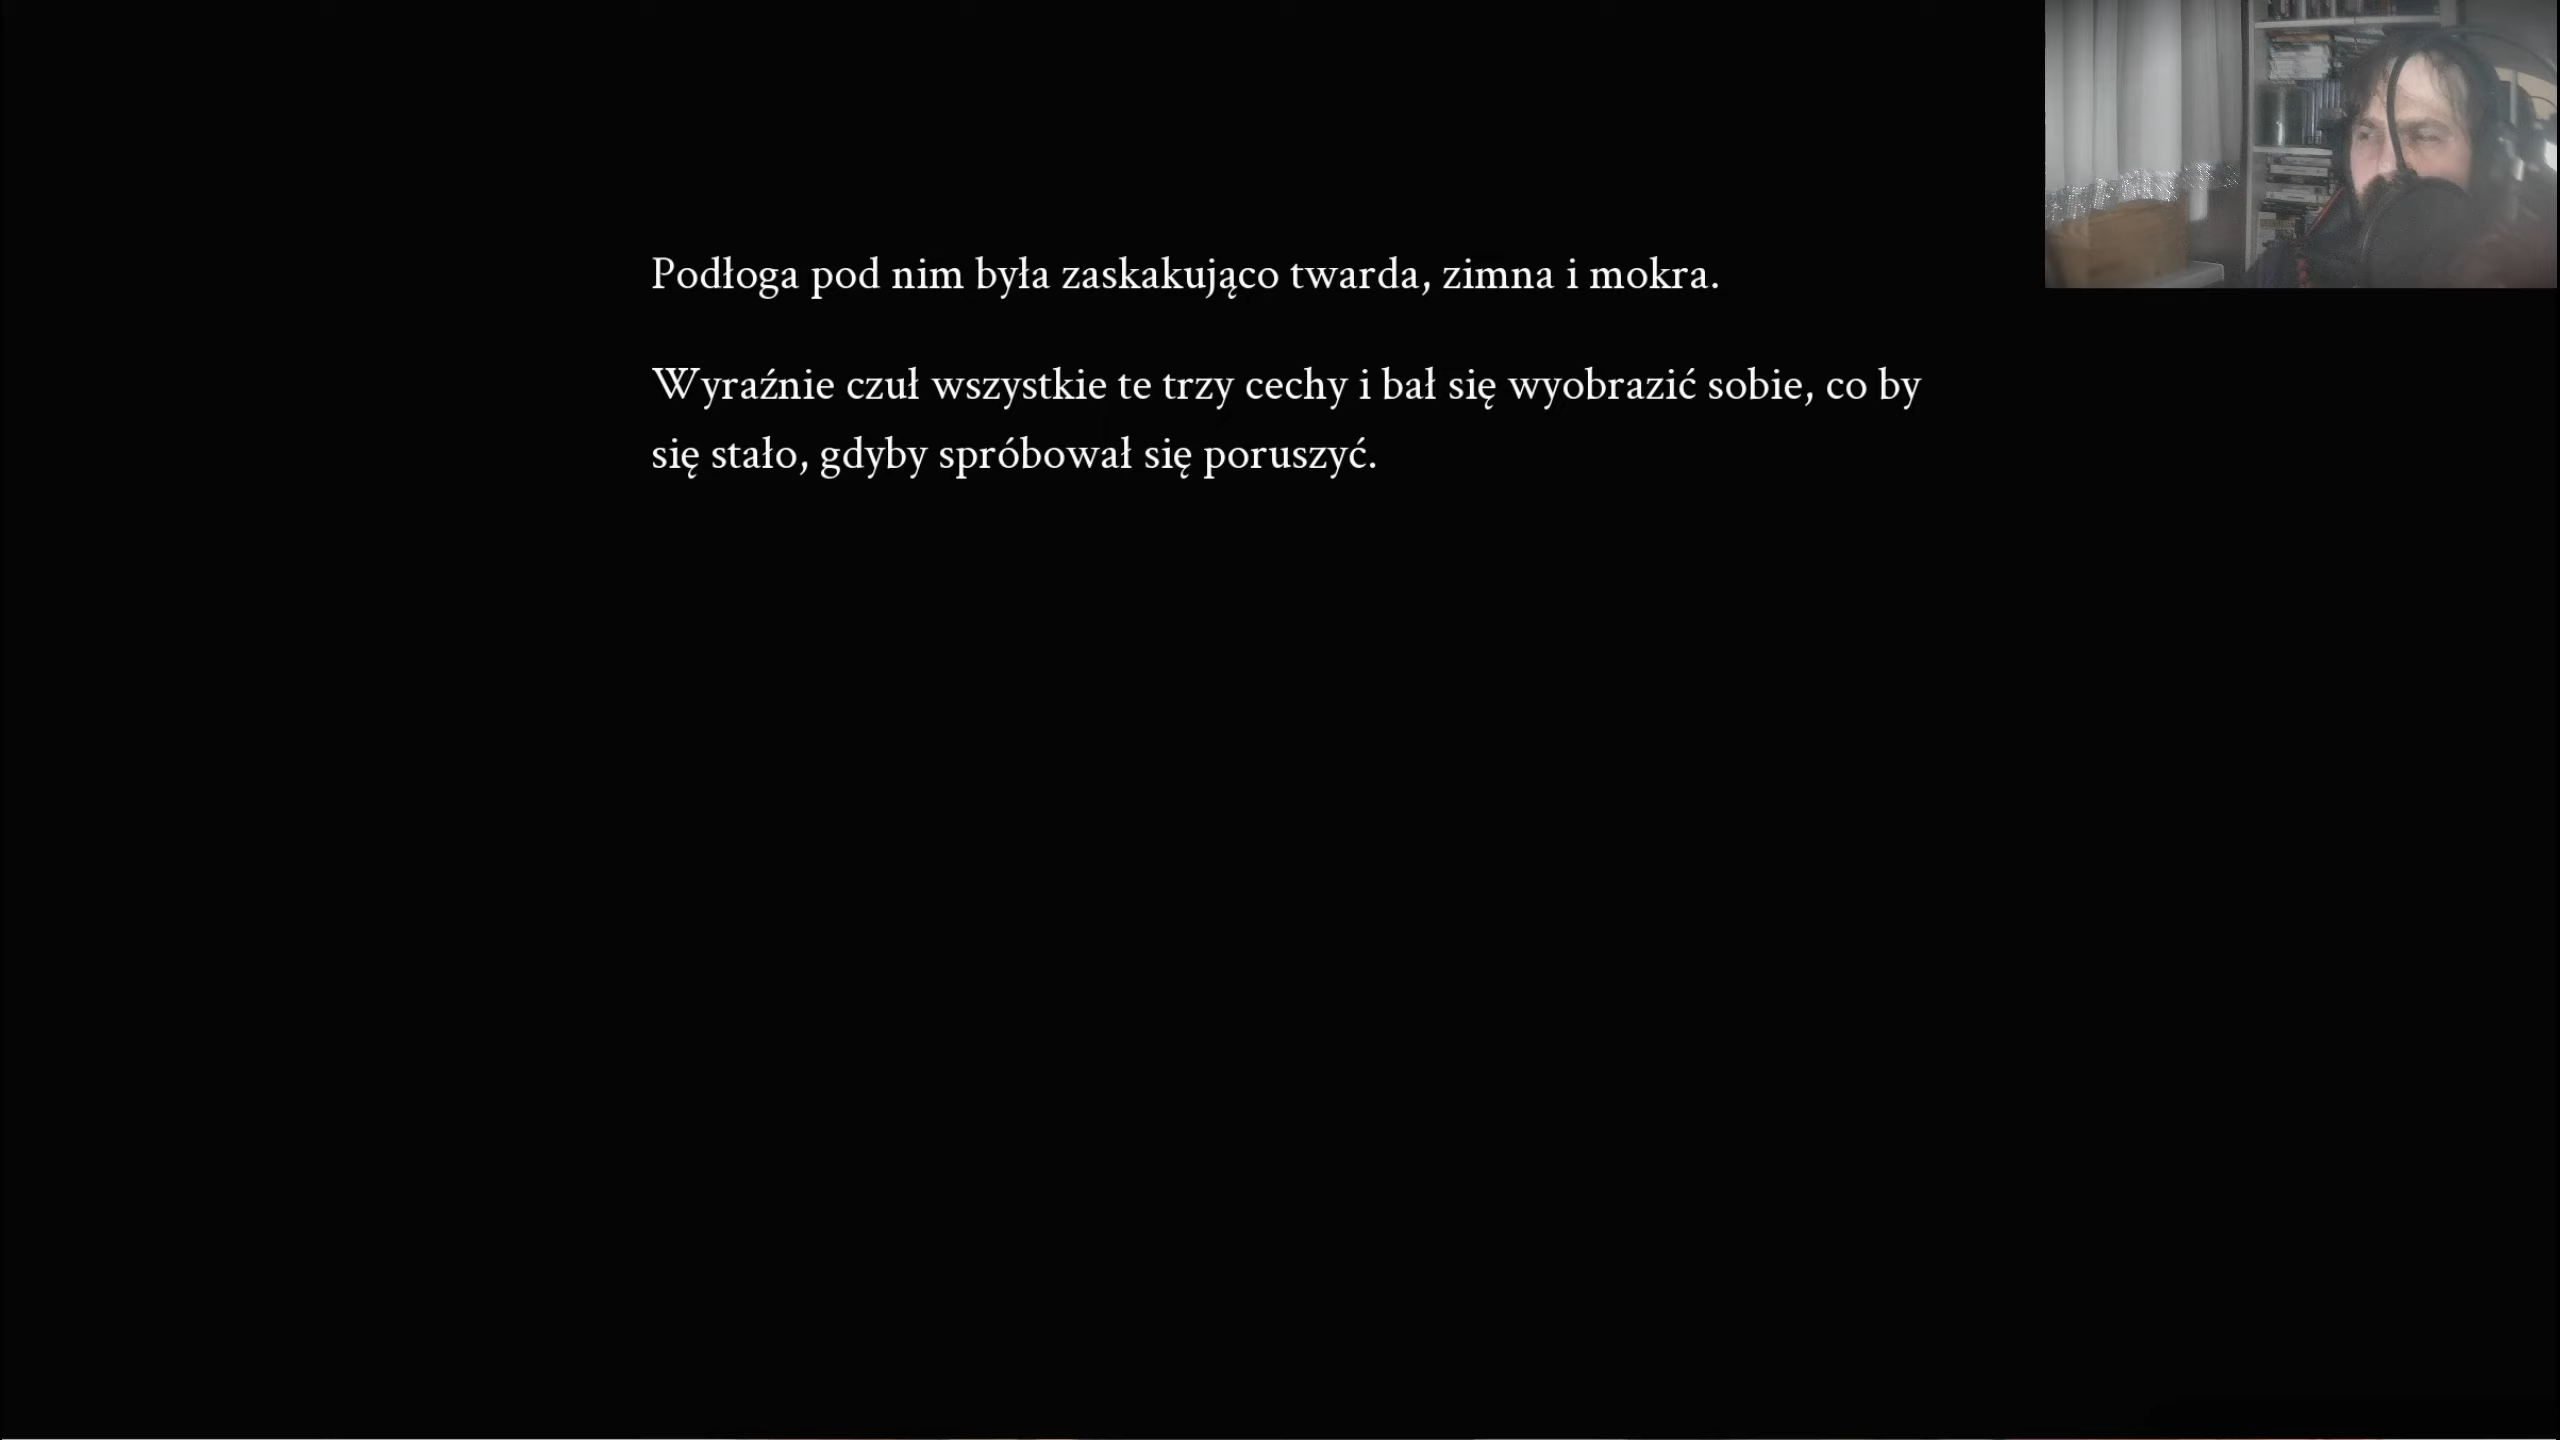 Podłoga pod nim była zaskakująco twarda, zimna i mokra.
Wyraźnie czuł wszystkie te trzy cechy i bał się wyobrazić sobie, co by
się stało, gdyby spróbował się poruszyć.